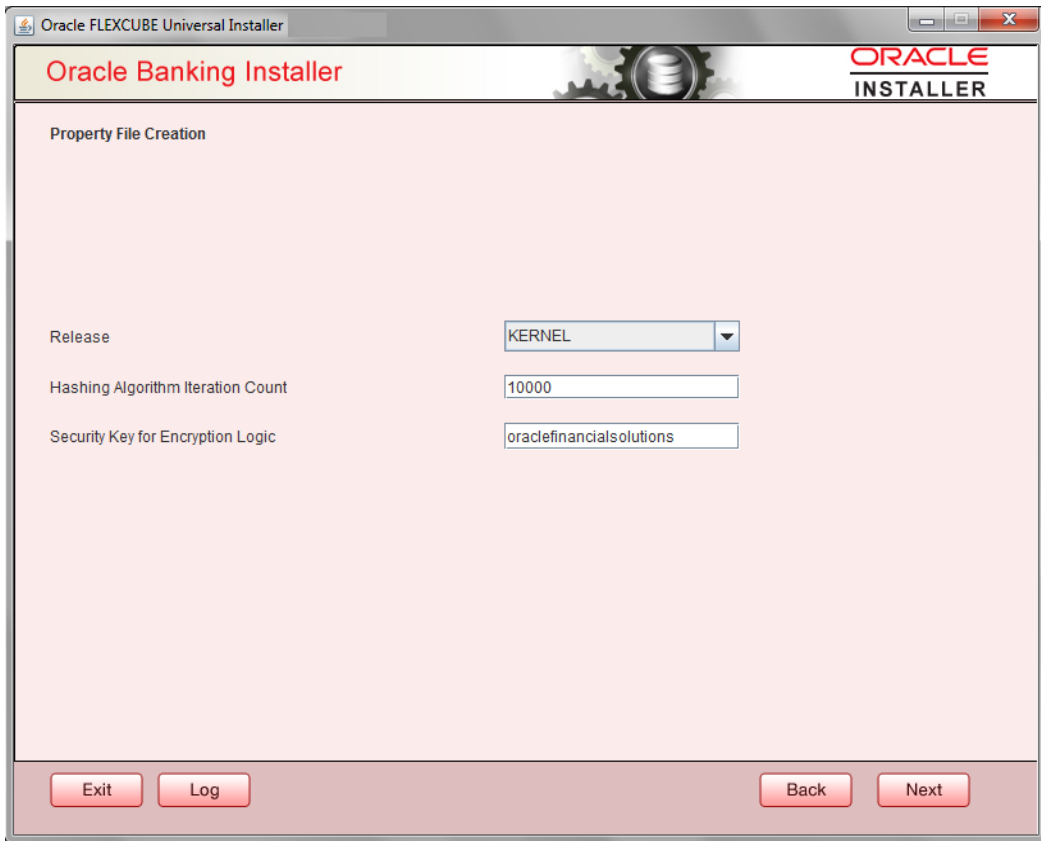 Oracle FLEXCUBE Universal Installer
Oracle Banking Installer
ORACLE
INSTALLER
Property File Creation
Release
KERNEL
Hashing Algorithm Iteration Count
10000
Security Key for Encryption Logic
oraclefinancialsolutions
Exit
Log
Back
Next